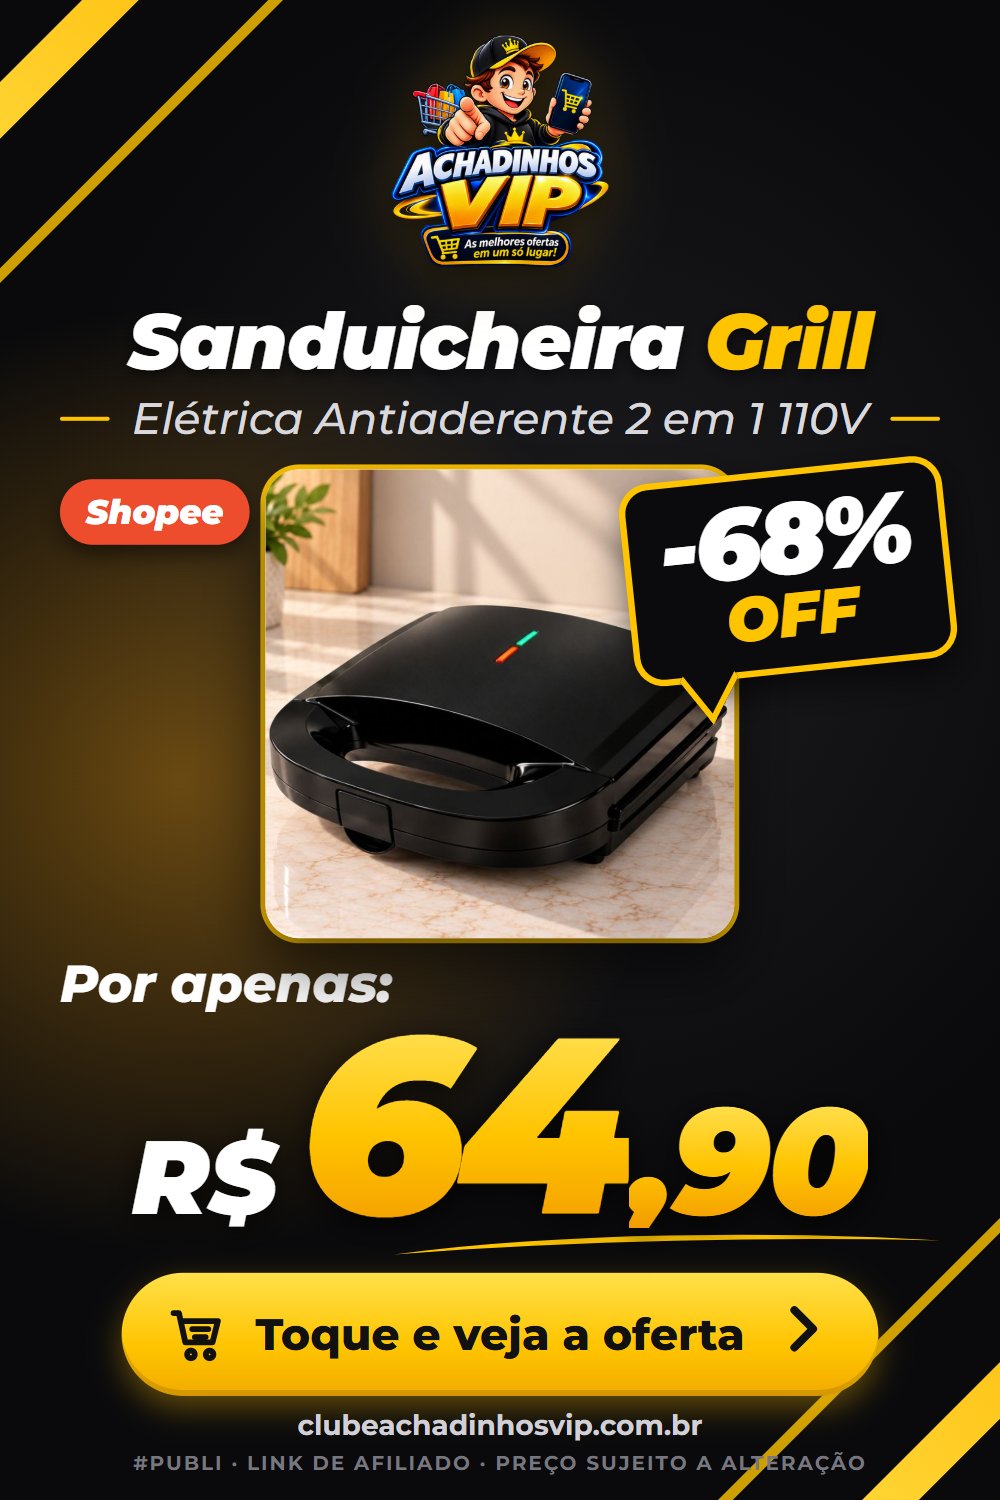 ACHADINHOS
VIP
As melhores ofertas
em um só lugar!
Sanduicheira Grill
Elétrica Antiaderente 2 em 1 110V
Shopee
-68%
OFF
Por apenas:
R$ 64,90
Toque e veja a oferta
clubeachadinhosvip.com.br
#PUBLI · LINK DE AFILIADO · PREÇO SUJEITO A ALTERAÇÃO